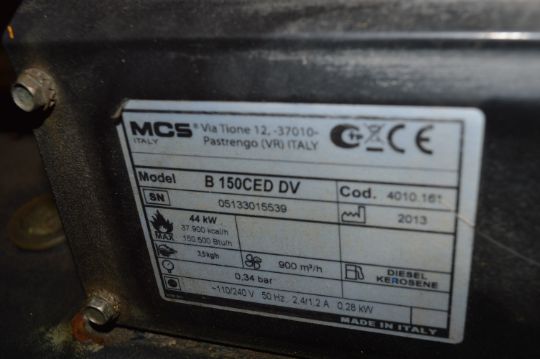 MCS® Via Tione 12, -37010-
ITALY Pastrengo (VR) ITALY
CE
Model B 150CED DV Cod. 4010.161
SN 05133015539 2013
44 kW
37 900 kcal/h
MAX 150 500 Btu/h
3,5kgh 900 m³/h DIESEL
KEROSENE
0,34 bar
~110/240 V 50 Hz 2,4/1,2 A 0,28 kW
MADE IN ITALY